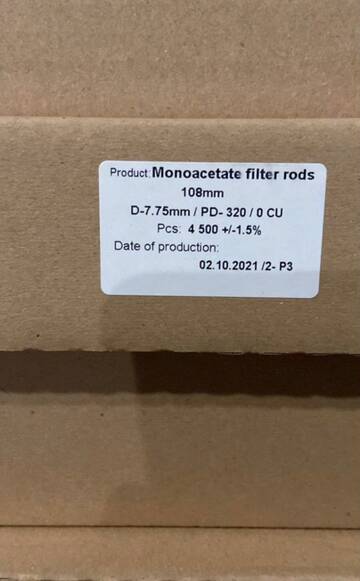 Product: Monoacetate filter rods
108mm
D-7.75mm / PD- 320 / 0 CU
Pcs: 4 500 +/-1.5%
Date of production:
02.10.2021 /2- P3